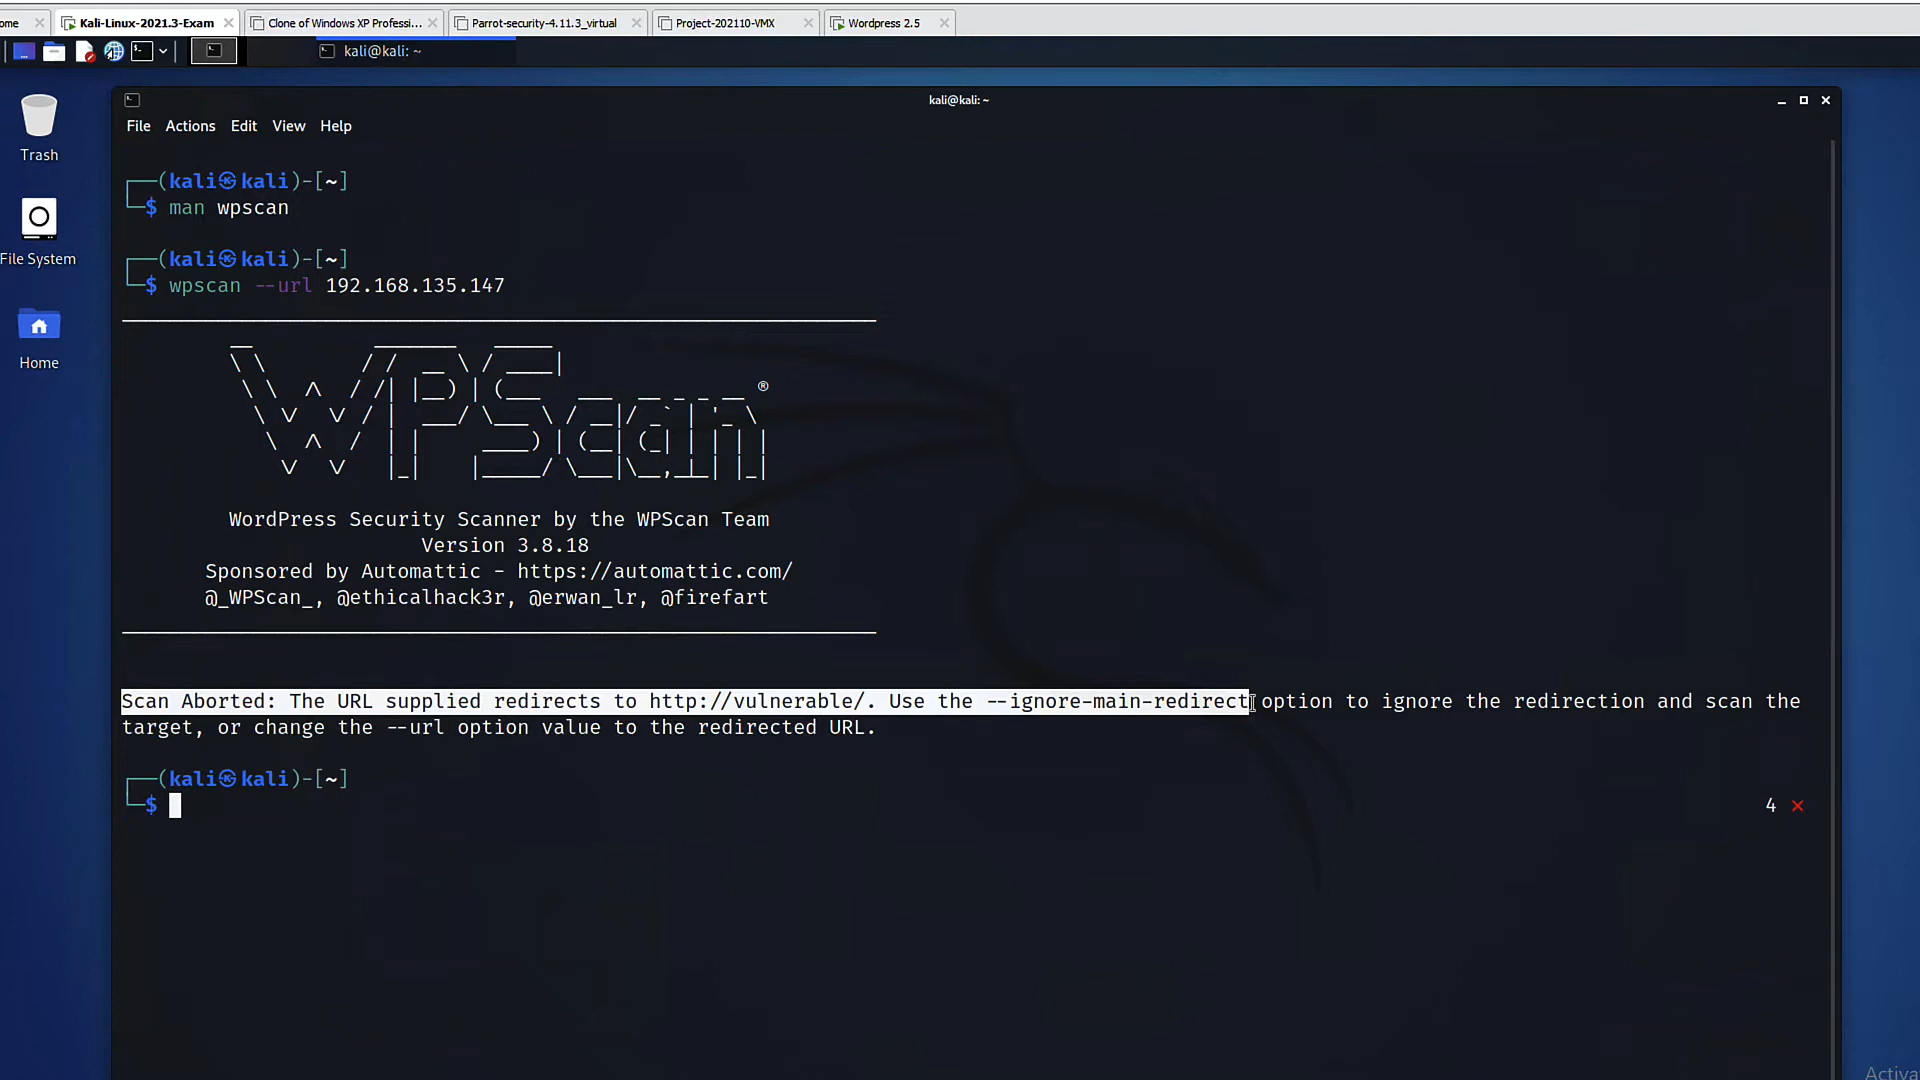 ome Kali-Linux-2021.3-Exam Clone of Windows XP Professi... Parrot-security-4.11.3_virtual Project-202110-VMX Wordpress 2.5
kali@kali: ~
kali@kali: ~
File Actions Edit View Help
Trash
File System
Home
(kali㉿kali)-[~]
$ man wpscan
(kali㉿kali)-[~]
$ wpscan --url 192.168.135.147
WPScan ®
WordPress Security Scanner by the WPScan Team
Version 3.8.18
Sponsored by Automattic - https://automattic.com/
@_WPScan_, @ethicalhack3r, @erwan_lr, @firefart
Scan Aborted: The URL supplied redirects to http://vulnerable/. Use the --ignore-main-redirect option to ignore the redirection and scan the
target, or change the --url option value to the redirected URL.
(kali㉿kali)-[~]
$
4 ✕
Activa